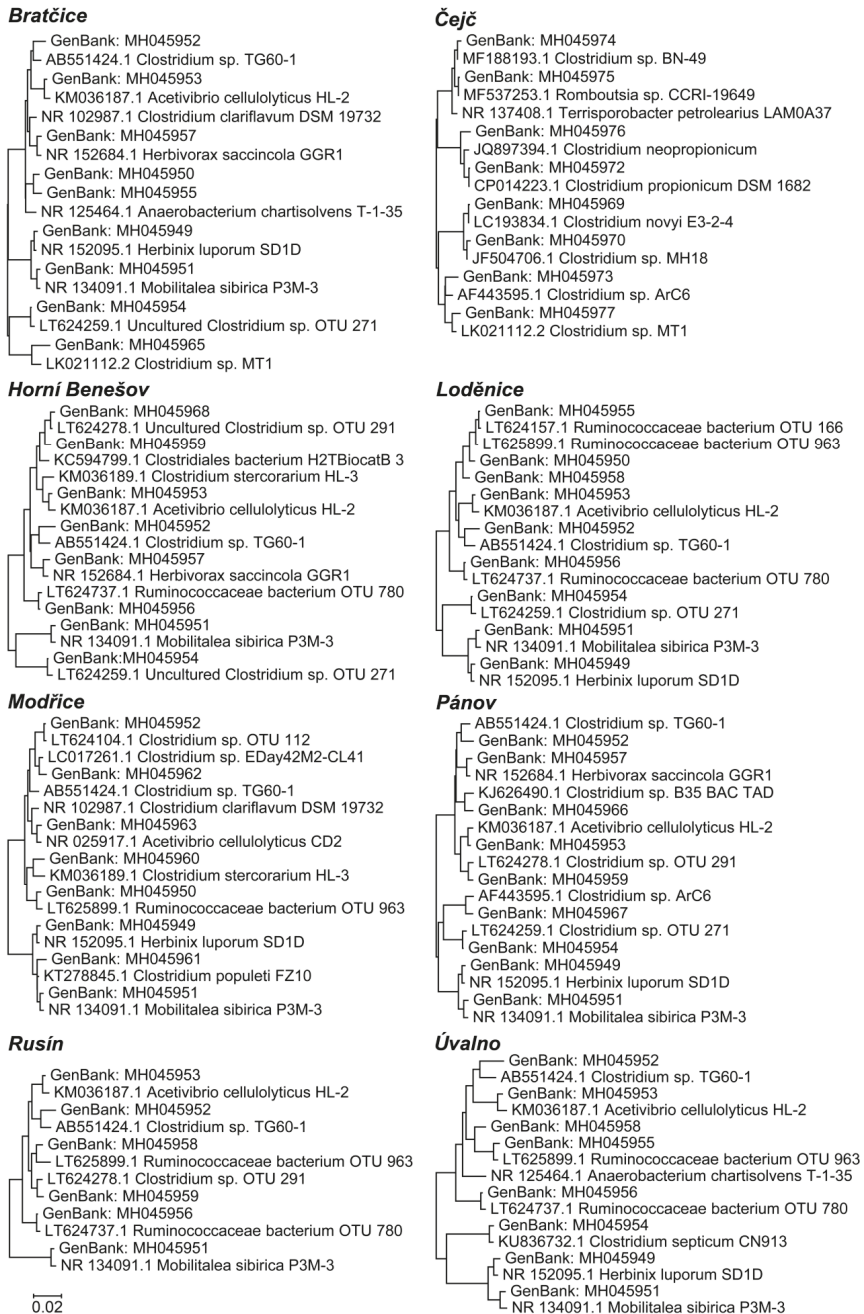 Bratčice
GenBank: MH045952
AB551424.1 Clostridium sp. TG60-1
GenBank: MH045953
KM036187.1 Acetivibrio cellulolyticus HL-2
NR 102987.1 Clostridium clariflavum DSM 19732
GenBank: MH045957
NR 152684.1 Herbivorax saccincola GGR1
GenBank: MH045950
GenBank: MH045955
NR 125464.1 Anaerobacterium chartisolvens T-1-35
GenBank: MH045949
NR 152095.1 Herbinix luporum SD1D
GenBank: MH045951
NR 134091.1 Mobilitalea sibirica P3M-3
GenBank: MH045954
LT624259.1 Uncultured Clostridium sp. OTU 271
GenBank: MH045965
LK021112.2 Clostridium sp. MT1
Čejč
GenBank: MH045974
MF188193.1 Clostridium sp. BN-49
GenBank: MH045975
MF537253.1 Romboutsia sp. CCRI-19649
NR 137408.1 Terrisporobacter petrolearius LAM0A37
GenBank: MH045976
JQ897394.1 Clostridium neopropionicum
GenBank: MH045972
CP014223.1 Clostridium propionicum DSM 1682
GenBank: MH045969
LC193834.1 Clostridium novyi E3-2-4
GenBank: MH045970
JF504706.1 Clostridium sp. MH18
GenBank: MH045973
AF443595.1 Clostridium sp. ArC6
GenBank: MH045977
LK021112.2 Clostridium sp. MT1
Horní Benešov
GenBank: MH045968
LT624278.1 Uncultured Clostridium sp. OTU 291
GenBank: MH045959
KC594799.1 Clostridiales bacterium H2TBiocatB 3
KM036189.1 Clostridium stercorarium HL-3
GenBank: MH045953
KM036187.1 Acetivibrio cellulolyticus HL-2
GenBank: MH045952
AB551424.1 Clostridium sp. TG60-1
GenBank: MH045957
NR 152684.1 Herbivorax saccincola GGR1
LT624737.1 Ruminococcaceae bacterium OTU 780
GenBank: MH045956
GenBank: MH045951
NR 134091.1 Mobilitalea sibirica P3M-3
GenBank:MH045954
LT624259.1 Uncultured Clostridium sp. OTU 271
Loděnice
GenBank: MH045955
LT624157.1 Ruminococcaceae bacterium OTU 166
LT625899.1 Ruminococcaceae bacterium OTU 963
GenBank: MH045950
GenBank: MH045958
GenBank: MH045953
KM036187.1 Acetivibrio cellulolyticus HL-2
GenBank: MH045952
AB551424.1 Clostridium sp. TG60-1
GenBank: MH045956
LT624737.1 Ruminococcaceae bacterium OTU 780
GenBank: MH045954
LT624259.1 Clostridium sp. OTU 271
GenBank: MH045951
NR 134091.1 Mobilitalea sibirica P3M-3
GenBank: MH045949
NR 152095.1 Herbinix luporum SD1D
Modřice
GenBank: MH045952
LT624104.1 Clostridium sp. OTU 112
LC017261.1 Clostridium sp. EDay42M2-CL41
GenBank: MH045962
AB551424.1 Clostridium sp. TG60-1
NR 102987.1 Clostridium clariflavum DSM 19732
GenBank: MH045963
NR 025917.1 Acetivibrio cellulolyticus CD2
GenBank: MH045960
KM036189.1 Clostridium stercorarium HL-3
GenBank: MH045950
LT625899.1 Ruminococcaceae bacterium OTU 963
GenBank: MH045949
NR 152095.1 Herbinix luporum SD1D
GenBank: MH045961
KT278845.1 Clostridium populeti FZ10
GenBank: MH045951
NR 134091.1 Mobilitalea sibirica P3M-3
Pánov
AB551424.1 Clostridium sp. TG60-1
GenBank: MH045952
GenBank: MH045957
NR 152684.1 Herbivorax saccincola GGR1
KJ626490.1 Clostridium sp. B35 BAC TAD
GenBank: MH045966
KM036187.1 Acetivibrio cellulolyticus HL-2
GenBank: MH045953
LT624278.1 Clostridium sp. OTU 291
GenBank: MH045959
AF443595.1 Clostridium sp. ArC6
GenBank: MH045967
LT624259.1 Clostridium sp. OTU 271
GenBank: MH045954
GenBank: MH045949
NR 152095.1 Herbinix luporum SD1D
GenBank: MH045951
NR 134091.1 Mobilitalea sibirica P3M-3
Rusín
GenBank: MH045953
KM036187.1 Acetivibrio cellulolyticus HL-2
GenBank: MH045952
AB551424.1 Clostridium sp. TG60-1
GenBank: MH045958
LT625899.1 Ruminococcaceae bacterium OTU 963
LT624278.1 Clostridium sp. OTU 291
GenBank: MH045959
GenBank: MH045956
LT624737.1 Ruminococcaceae bacterium OTU 780
GenBank: MH045951
NR 134091.1 Mobilitalea sibirica P3M-3
0.02
Úvalno
GenBank: MH045952
AB551424.1 Clostridium sp. TG60-1
GenBank: MH045953
KM036187.1 Acetivibrio cellulolyticus HL-2
GenBank: MH045958
GenBank: MH045955
LT625899.1 Ruminococcaceae bacterium OTU 963
NR 125464.1 Anaerobacterium chartisolvens T-1-35
GenBank: MH045956
LT624737.1 Ruminococcaceae bacterium OTU 780
GenBank: MH045954
KU836732.1 Clostridium septicum CN913
GenBank: MH045949
NR 152095.1 Herbinix luporum SD1D
GenBank: MH045951
NR 134091.1 Mobilitalea sibirica P3M-3